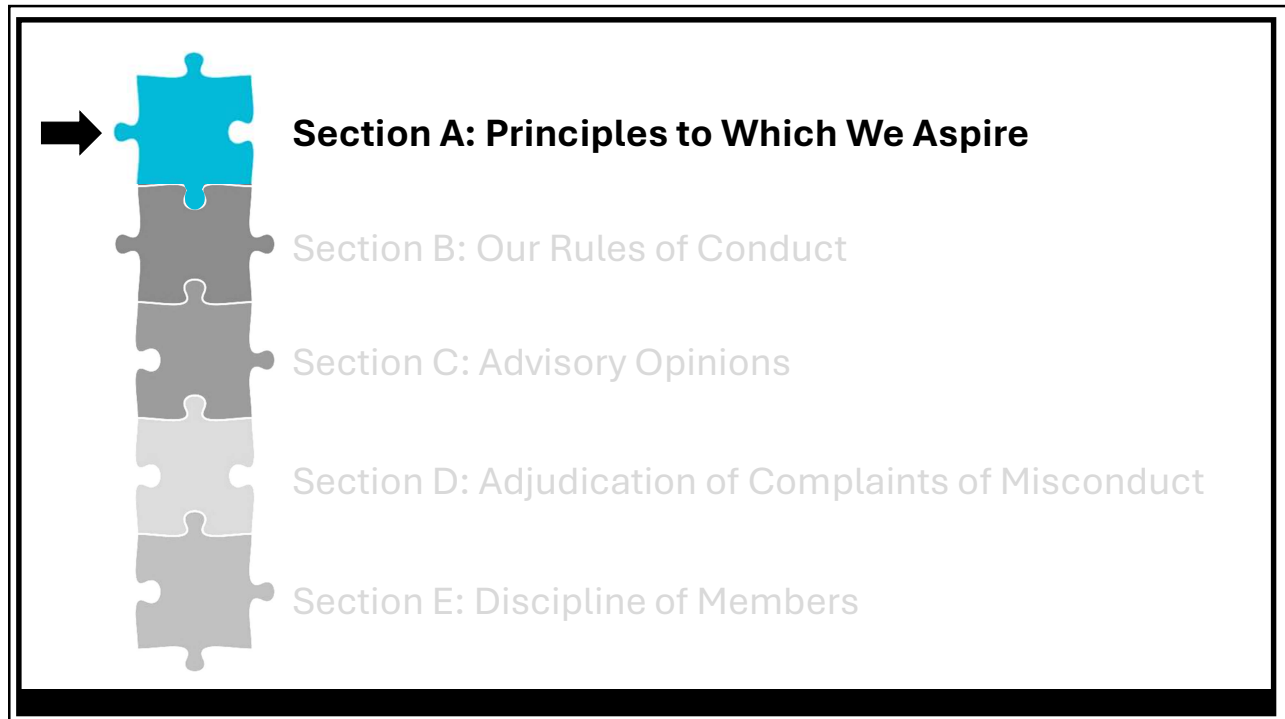 Section A: Principles to Which We Aspire
Section B: Our Rules of Conduct
Section C: Advisory Opinions
Section D: Adjudication of Complaints of Misconduct
Section E: Discipline of Members